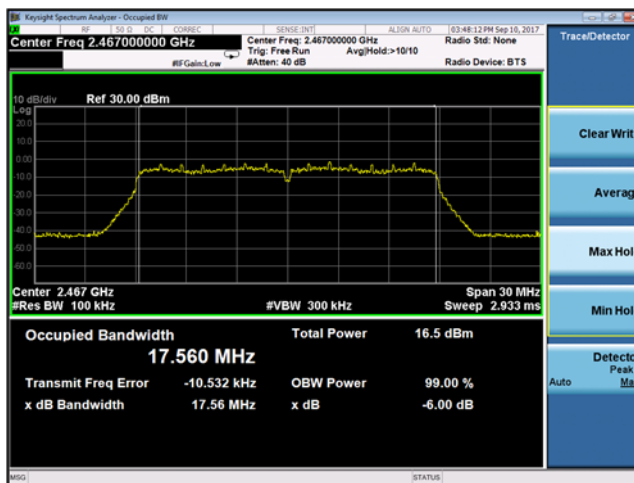 Keysight Spectrum Analyzer - Occupied BW
RF 50 Ω DC CORREC SENSE:INT ALIGN AUTO 03:48:12 PM Sep 10, 2017
Center Freq 2.467000000 GHz
Center Freq: 2.467000000 GHz
Radio Std: None
Trig: Free Run Avg|Hold:>10/10
#IFGain:Low #Atten: 40 dB Radio Device: BTS
Trace/Detector
10 dB/div Ref 30.00 dBm
Log
20.0
10.0
0.00
-10.0
-20.0
-30.0
-40.0
-50.0
-60.0
Clear Writ
Averag
Max Hol
Min Hol
Detecto
Peak
Auto Ma
Center 2.467 GHz Span 30 MHz
#Res BW 100 kHz #VBW 300 kHz Sweep 2.933 ms
Occupied Bandwidth Total Power 16.5 dBm
17.560 MHz
Transmit Freq Error -10.532 kHz OBW Power 99.00 %
x dB Bandwidth 17.56 MHz x dB -6.00 dB
MSG STATUS